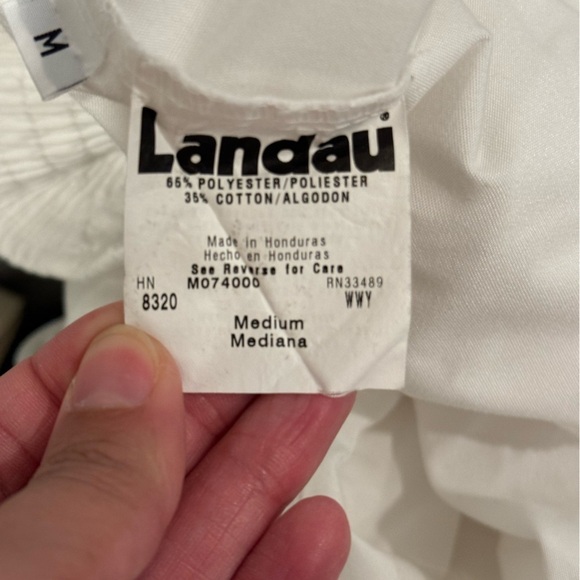 M
Landau®
65% POLYESTER/POLIESTER
35% COTTON/ALGODON
Made in Honduras
Hecho en Honduras
See Reverse for Care
HN M074000 RN33489
8320 WWY
Medium
Mediana